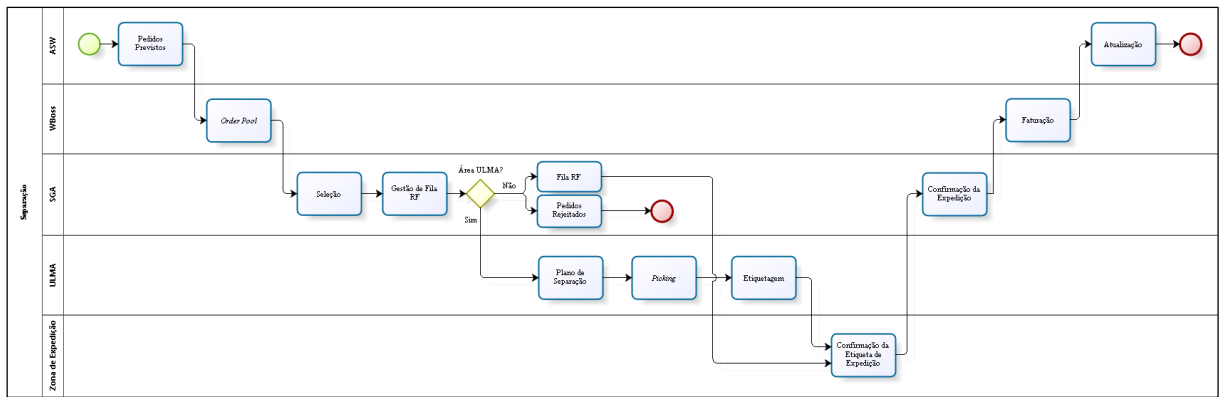 Separação
ASW
Pedidos
Previstos
Atualização
WBoss
Order Pool
Faturação
SGA
Seleção
Gestão de Fila
RF
Área ULMA?
Não
Sim
Fila RF
Pedidos
Rejeitados
Confirmação da
Expedição
ULMA
Plano de
Separação
Picking
Etiquetagem
Zona de Expedição
Confirmação da
Etiqueta de
Expedição